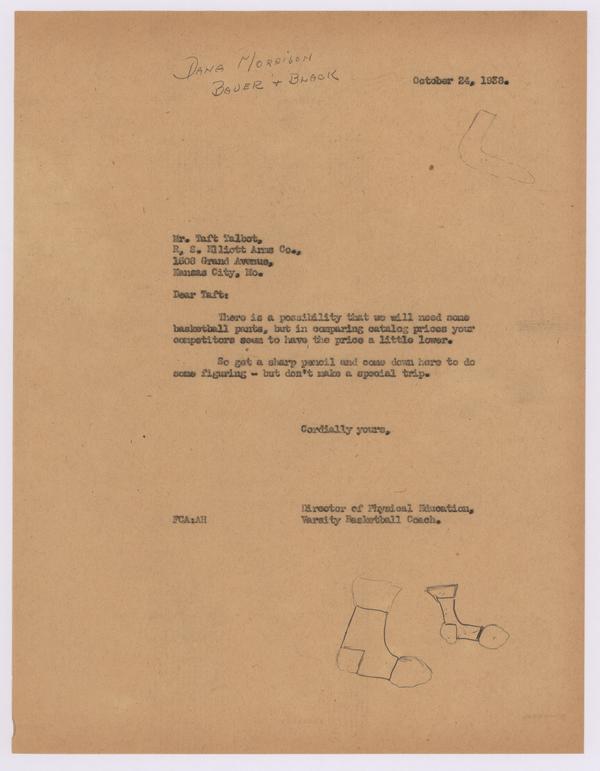 Dana Morrison
Bauer + Black
October 24, 1938.
Mr. Taft Talbot,
R. S. Elliott Arms Co.,
1608 Grand Avenue,
Kansas City, Mo.
Dear Taft:
There is a possibility that we will need some
basketball pants, but in comparing catalog prices your
competitors seem to have the price a little lower.
So get a sharp pencil and come down here to do
some figuring - but don't make a special trip.
Cordially yours,
Director of Physical Education,
FCA:AH Varsity Basketball Coach.